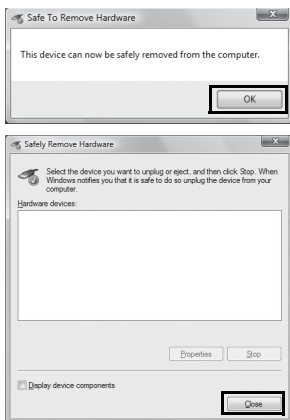 Safe To Remove Hardware
This device can now be safely removed from the computer.
OK
Safely Remove Hardware
Select the device you want to unplug or eject, and then click Stop. When
Windows notifies you that it is safe to do so unplug the device from your
computer.
Hardware devices:
Properties
Stop
Display device components
Close